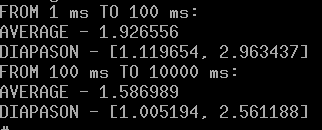 FROM 1 ms TO 100 ms:
AVERAGE - 1.926556
DIAPASON - [1.119654, 2.963437]
FROM 100 ms TO 10000 ms:
AVERAGE - 1.586989
DIAPASON - [1.005194, 2.561188]
#